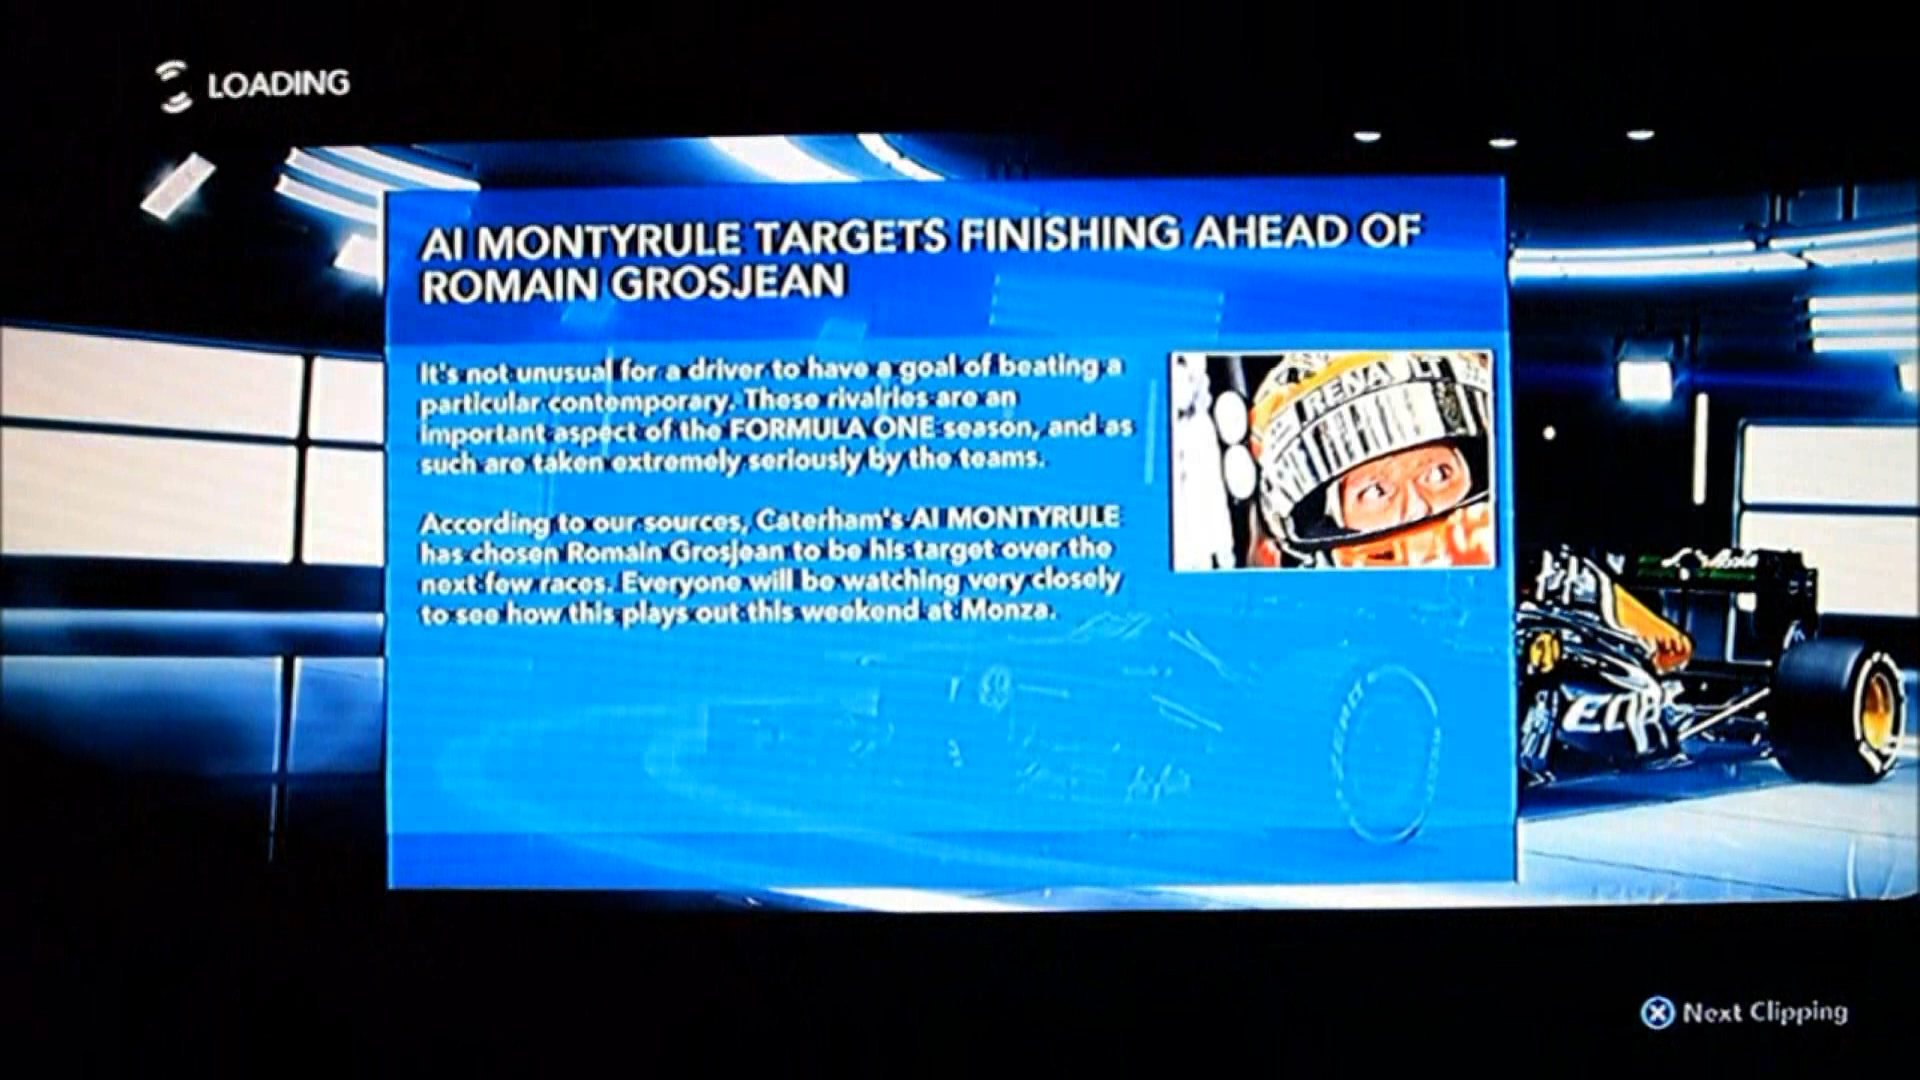 LOADING
AI MONTYRULE TARGETS FINISHING AHEAD OF
ROMAIN GROSJEAN
It's not unusual for a driver to have a goal of beating a
particular contemporary. These rivalries are an
important aspect of the FORMULA ONE season, and as
such are taken extremely seriously by the teams.
RENAULT
According to our sources, Caterham's AI MONTYRULE
has chosen Romain Grosjean to be his target over the
next few races. Everyone will be watching very closely
to see how this plays out this weekend at Monza.
Next Clipping